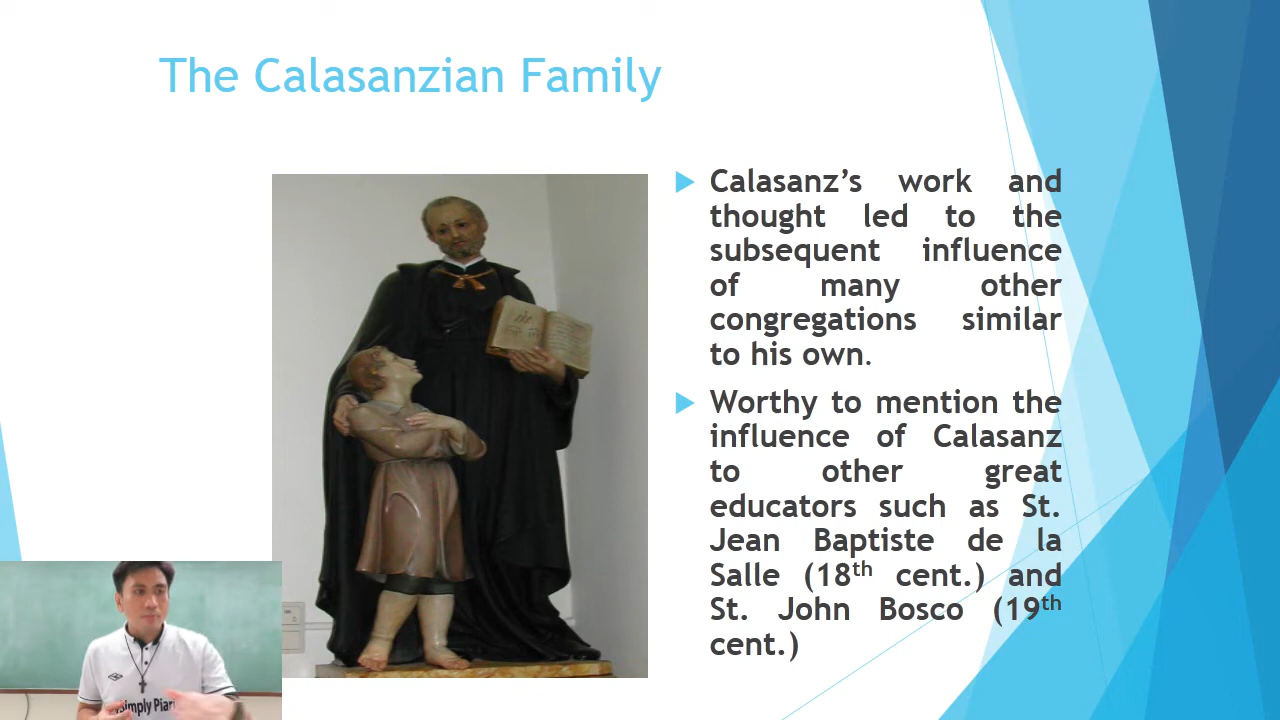 The Calasanzian Family
Calasanz’s work and
thought led to the
subsequent influence
of many other
congregations similar
to his own.
Worthy to mention the
influence of Calasanz
to other great
educators such as St.
Jean Baptiste de la
Salle (18th cent.) and
St. John Bosco (19th
cent.)
Simply